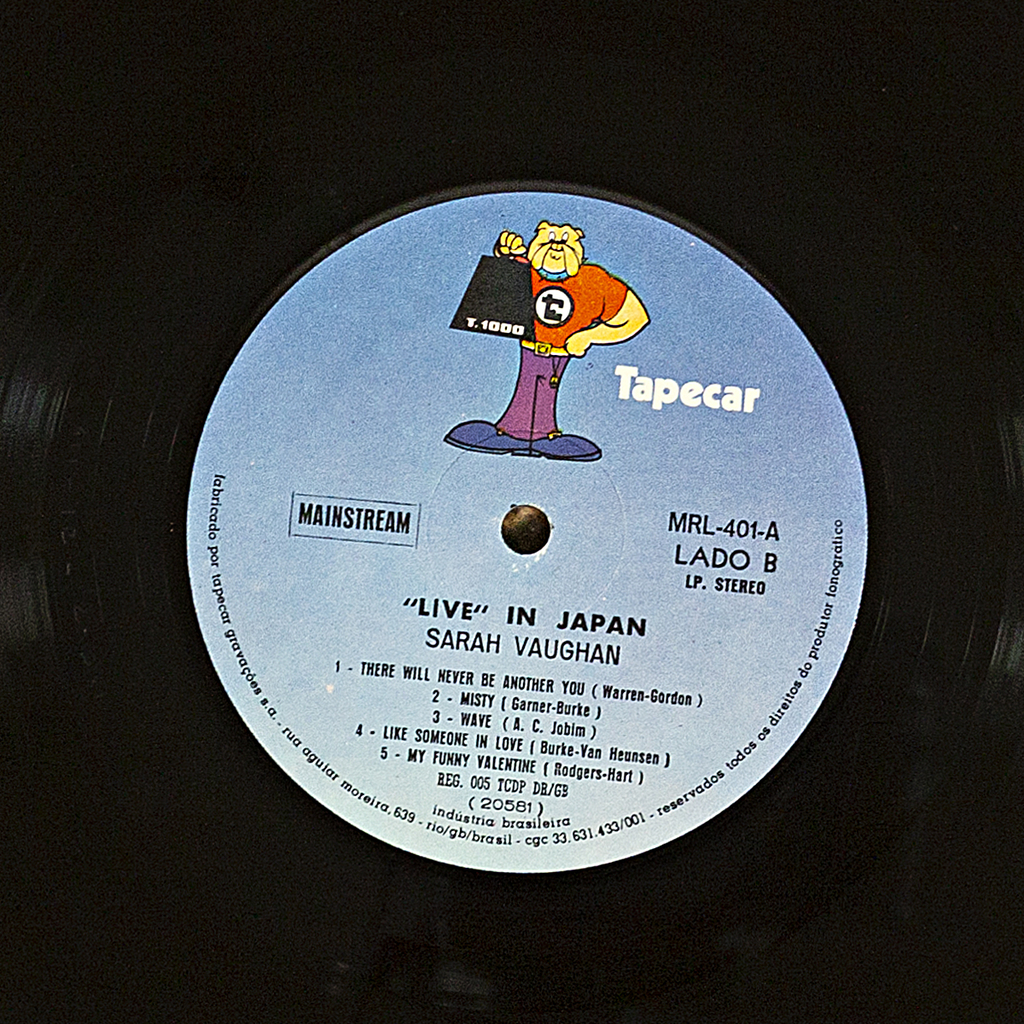 T.1000
Tapecar
MAINSTREAM
MRL-401-A
LADO B
LP. STEREO
"LIVE" IN JAPAN
SARAH VAUGHAN
1 - THERE WILL NEVER BE ANOTHER YOU ( Warren-Gordon )
2 - MISTY ( Garner-Burke )
3 - WAVE ( A. C. Jobim )
4 - LIKE SOMEONE IN LOVE ( Burke-Van Heunsen )
5 - MY FUNNY VALENTINE ( Rodgers-Hart )
REG. 005 TCDP DR/GB
( 20581 )
indústria brasileira
fabricado por tapecar gravações s.a. - rua aguiar moreira, 639 - rio/gb/brasil - cgc 33.631.433/001 - reservados todos os direitos do produtor fonográfico